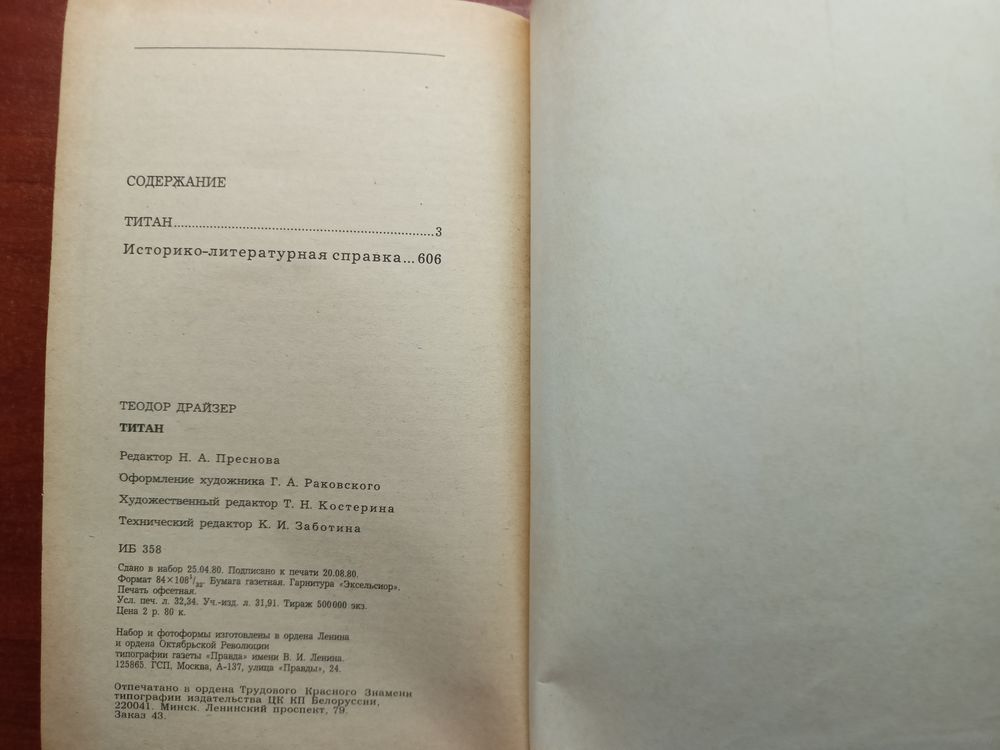 СОДЕРЖАНИЕ
ТИТАН......................................................................3
Историко-литературная справка...606
ТЕОДОР ДРАЙЗЕР
ТИТАН
Редактор Н. А. Преснова
Оформление художника Г. А. Раковского
Художественный редактор Т. Н. Костерина
Технический редактор К. И. Заботина
ИБ 358
Сдано в набор 25.04.80. Подписано к печати 20.08.80.
Формат 84×108¹/₃₂. Бумага газетная. Гарнитура «Эксельсиор».
Печать офсетная.
Усл. печ. л. 32,34. Уч.-изд. л. 31,91. Тираж 500000 экз.
Цена 2 р. 80 к.
Набор и фотоформы изготовлены в ордена Ленина
и ордена Октябрьской Революции
типографии газеты «Правда» имени В. И. Ленина.
125865. ГСП, Москва, А-137, улица «Правды», 24.
Отпечатано в ордена Трудового Красного Знамени
типографии издательства ЦК КП Белоруссии,
220041. Минск. Ленинский проспект, 79.
Заказ 43.